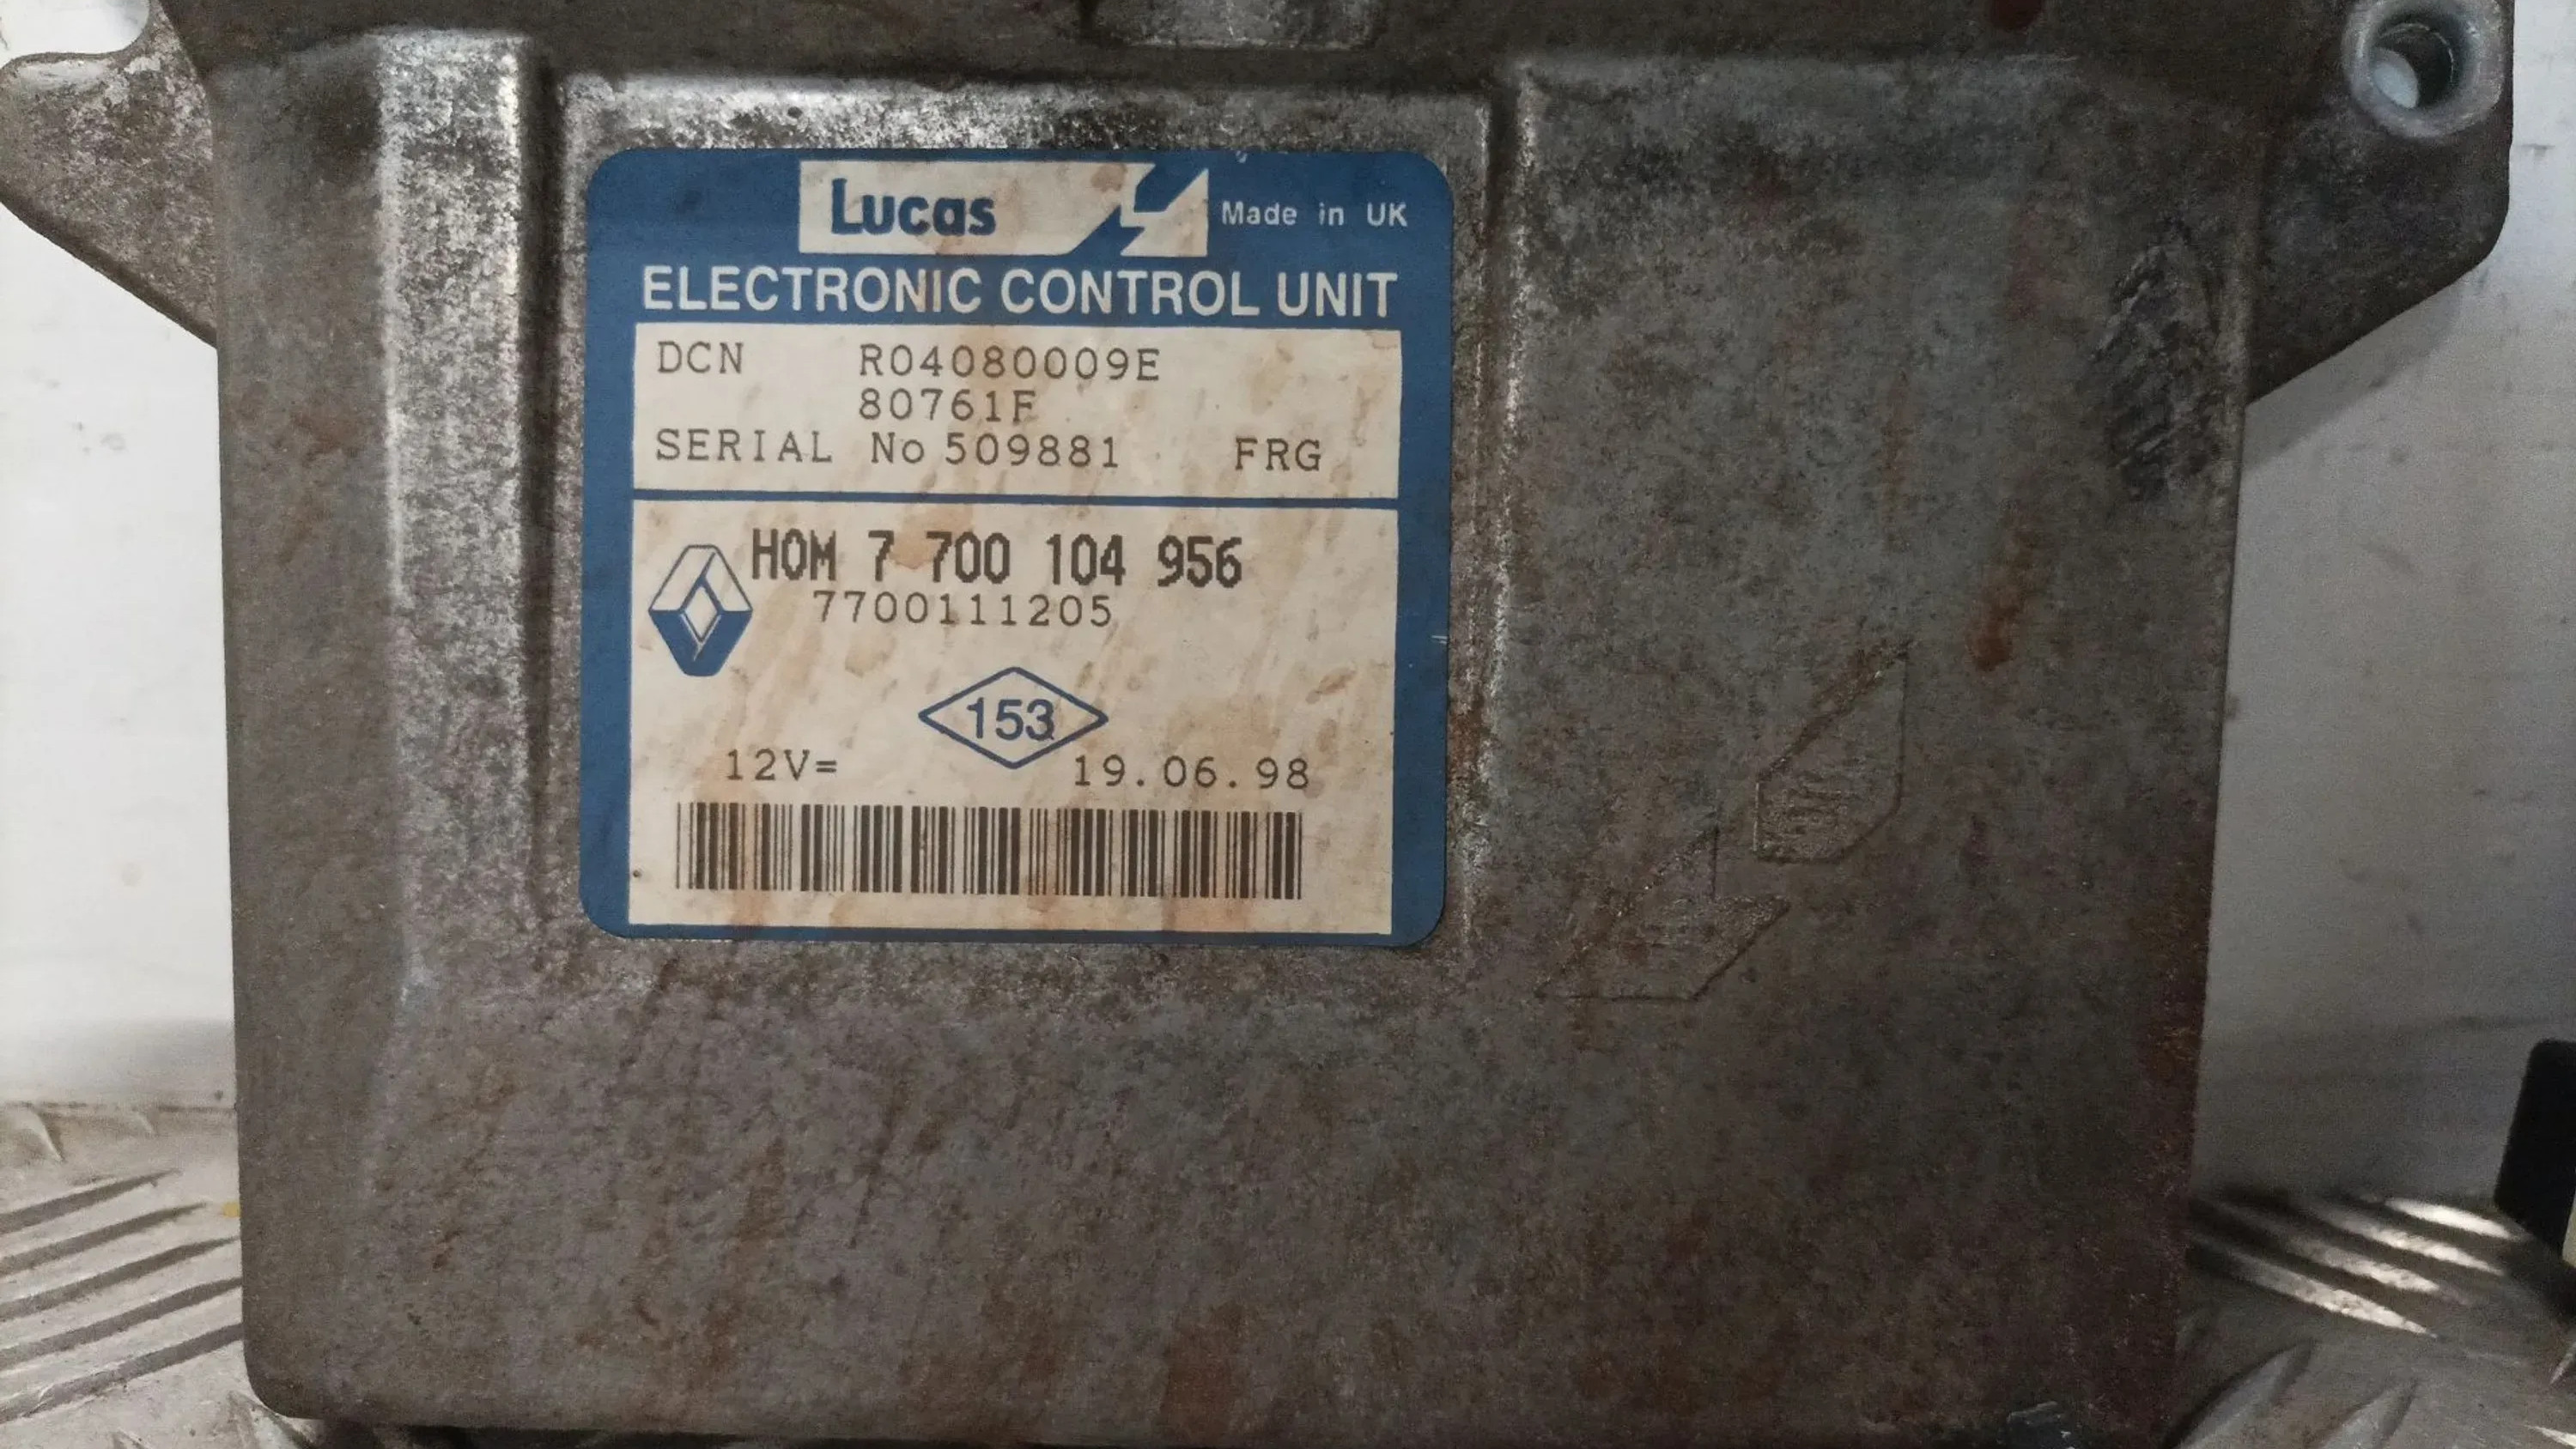 Lucas Made in UK
ELECTRONIC CONTROL UNIT
DCN R04080009E
80761F
SERIAL No 509881 FRG
HOM 7 700 104 956
7700111205
153
12V= 19.06.98